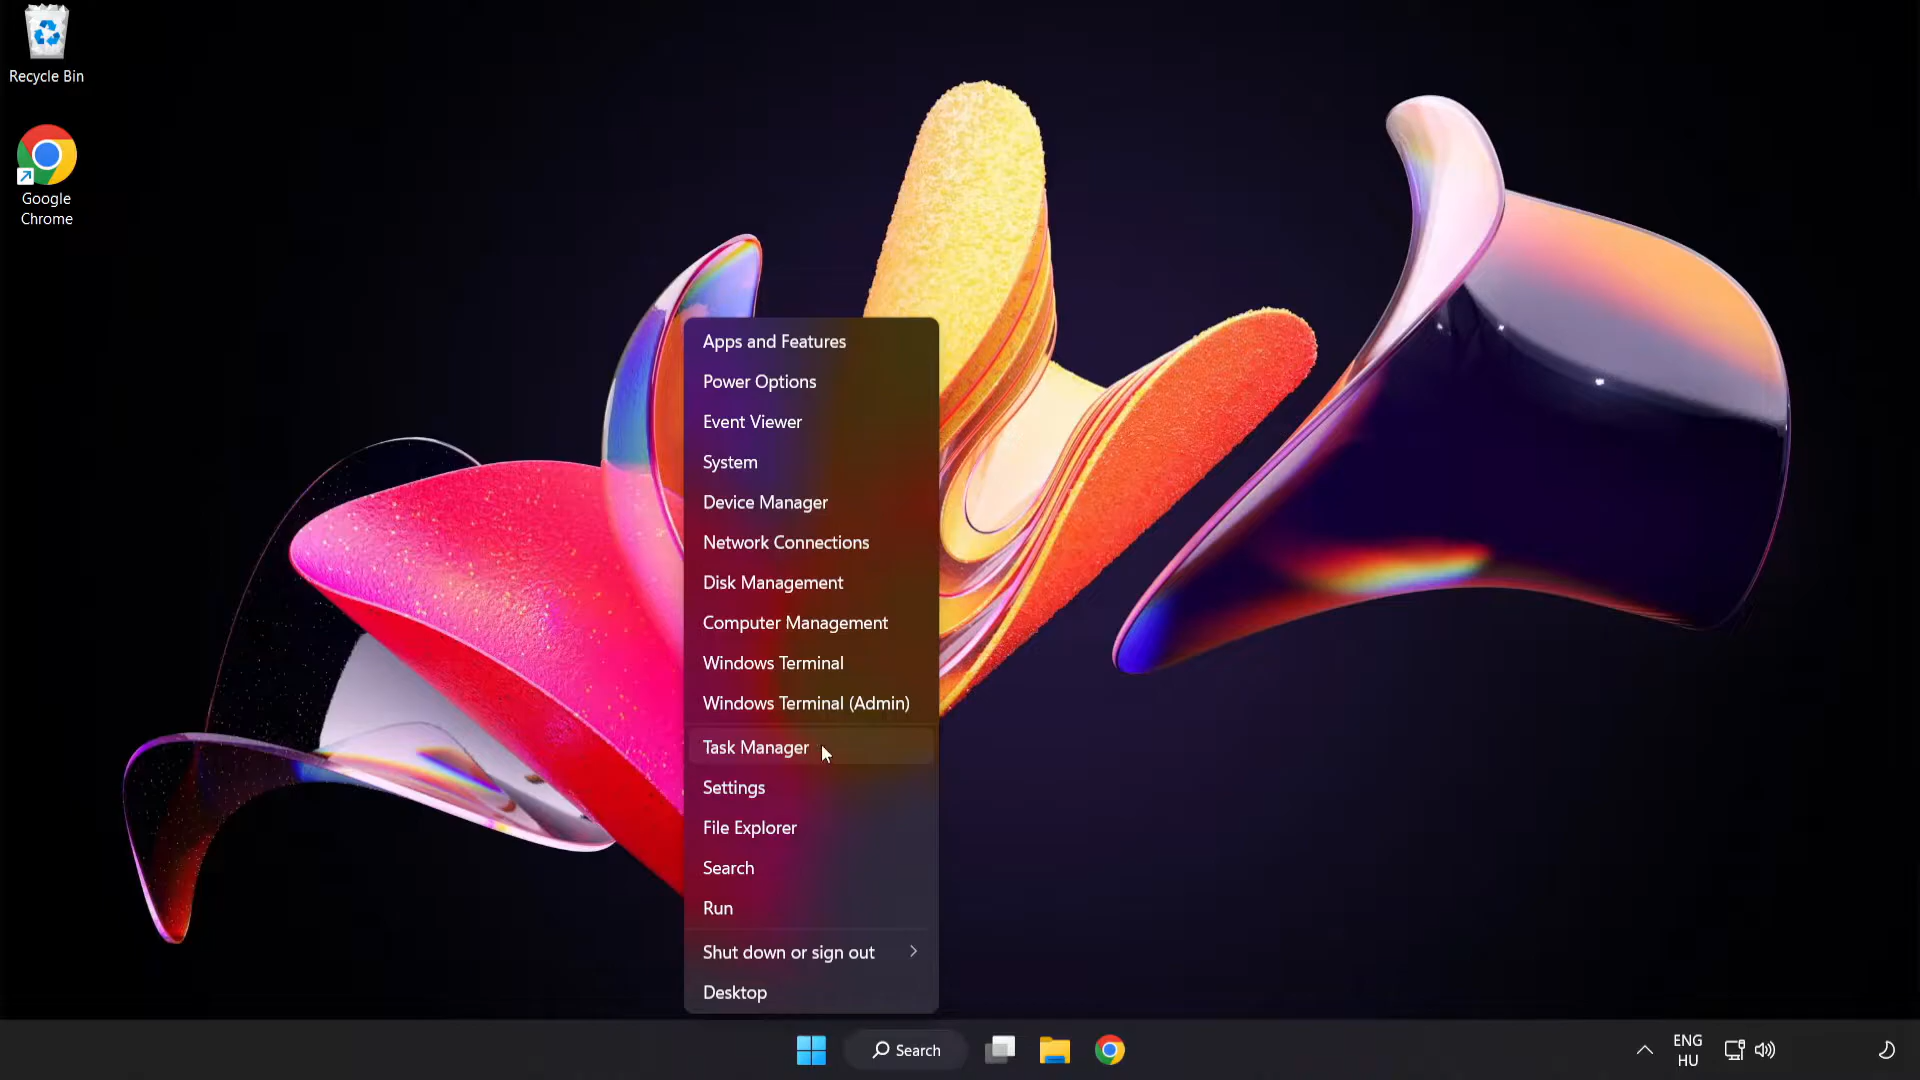 Recycle Bin
Google
Chrome
Apps and Features
Power Options
Event Viewer
System
Device Manager
Network Connections
Disk Management
Computer Management
Windows Terminal
Windows Terminal (Admin)
Task Manager
Settings
File Explorer
Search
Run
Shut down or sign out
Desktop
Search
ENG
HU